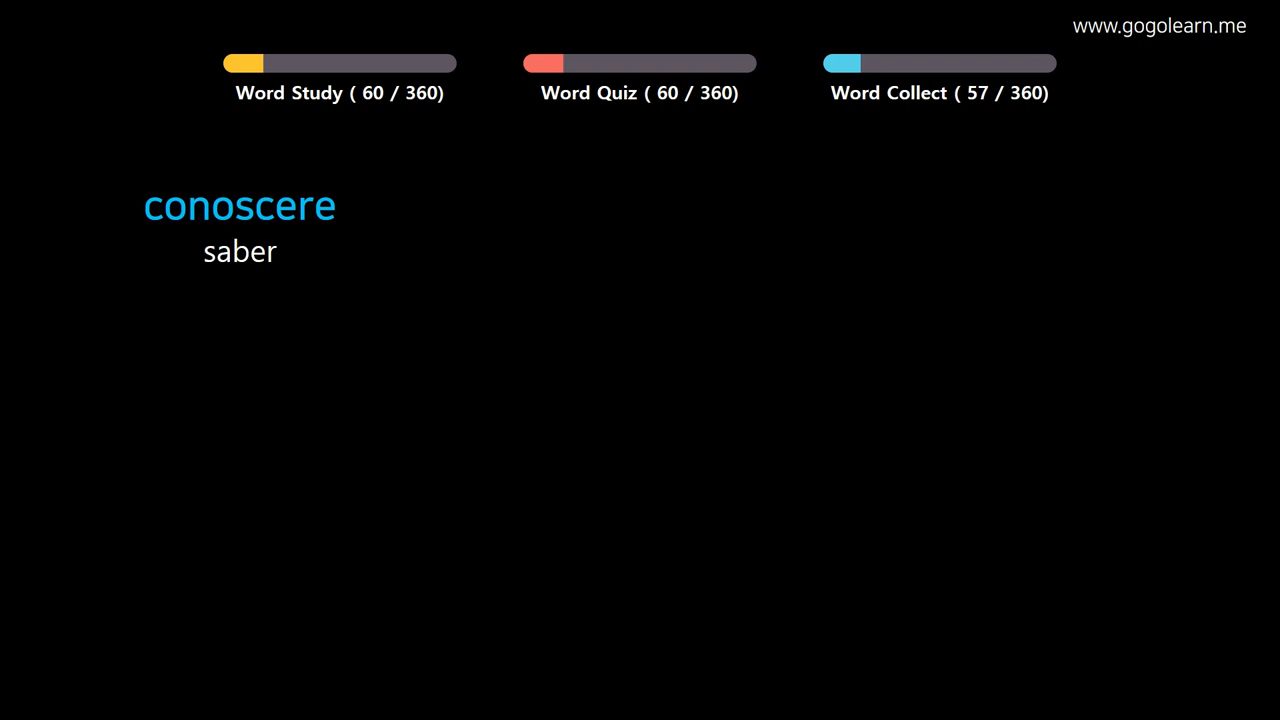 www.gogolearn.me
Word Study ( 60 / 360)
Word Quiz ( 60 / 360)
Word Collect ( 57 / 360)
conoscere
saber